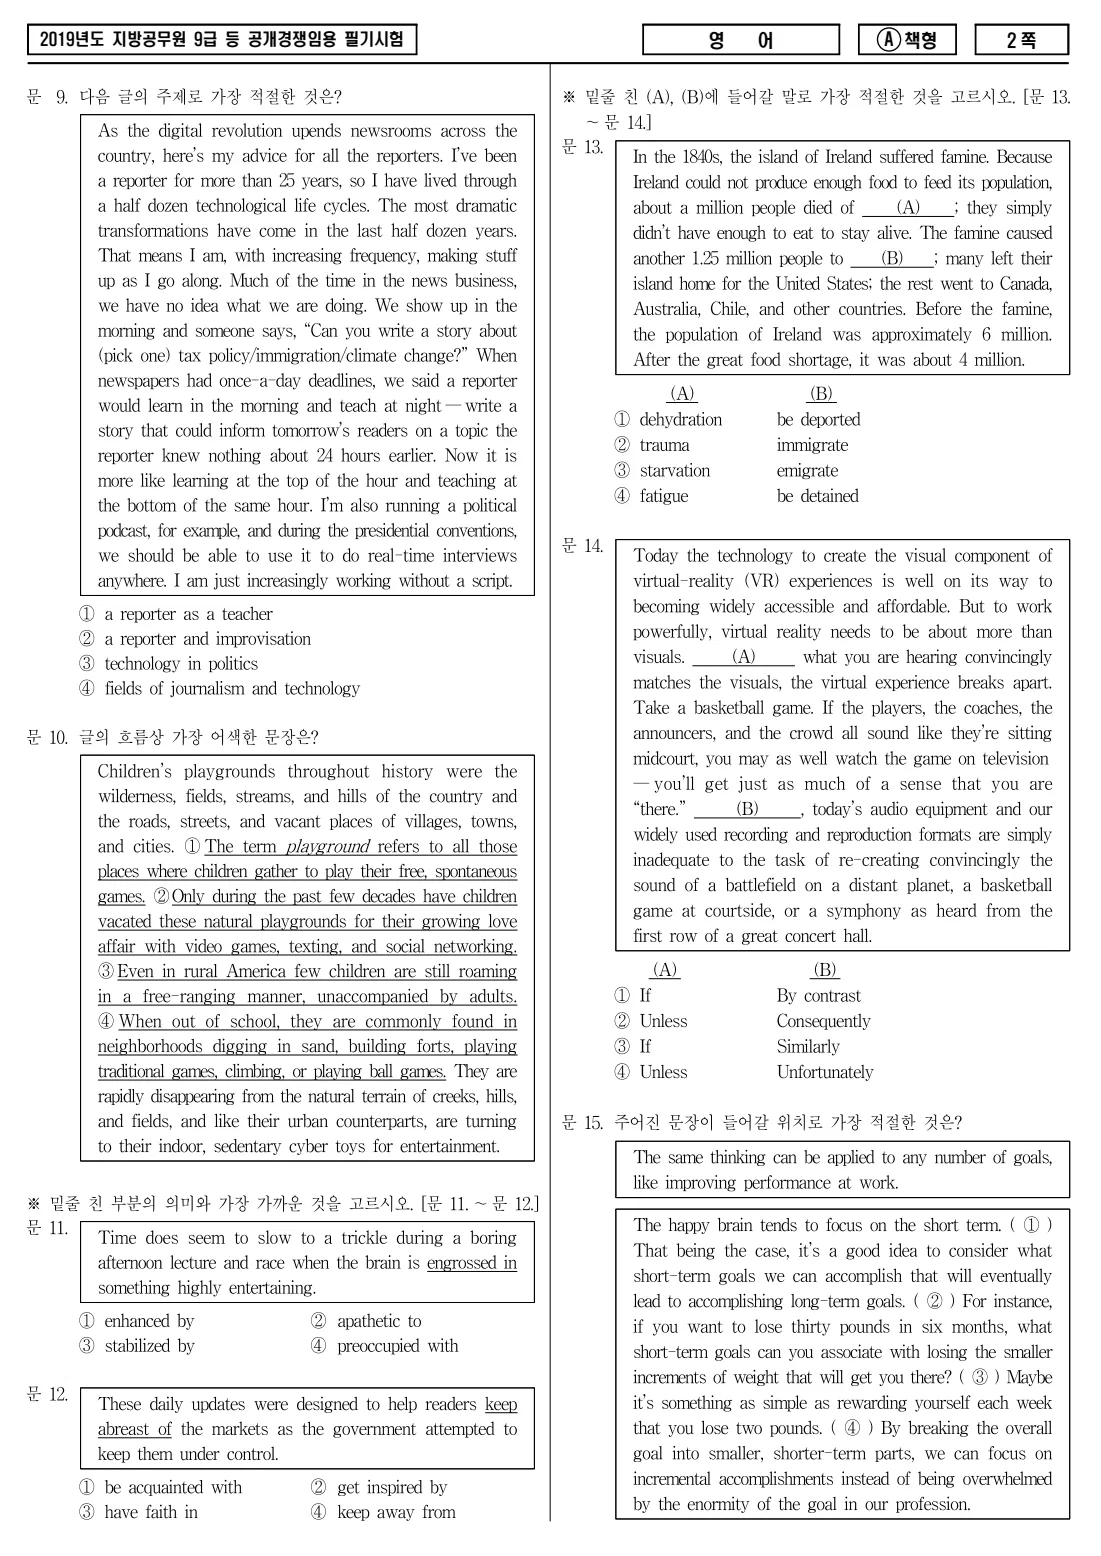 2019년도 지방공무원 9급 등 공개경쟁임용 필기시험
영 어
Ⓐ책형
2쪽
문 9. 다음 글의 주제로 가장 적절한 것은?
As the digital revolution upends newsrooms across the
country, here's my advice for all the reporters. I've been
a reporter for more than 25 years, so I have lived through
a half dozen technological life cycles. The most dramatic
transformations have come in the last half dozen years.
That means I am, with increasing frequency, making stuff
up as I go along. Much of the time in the news business,
we have no idea what we are doing. We show up in the
morning and someone says, “Can you write a story about
(pick one) tax policy/immigration/climate change?” When
newspapers had once-a-day deadlines, we said a reporter
would learn in the morning and teach at night — write a
story that could inform tomorrow's readers on a topic the
reporter knew nothing about 24 hours earlier. Now it is
more like learning at the top of the hour and teaching at
the bottom of the same hour. I'm also running a political
podcast, for example, and during the presidential conventions,
we should be able to use it to do real-time interviews
anywhere. I am just increasingly working without a script.
① a reporter as a teacher
② a reporter and improvisation
③ technology in politics
④ fields of journalism and technology
문 10. 글의 흐름상 가장 어색한 문장은?
Children's playgrounds throughout history were the
wilderness, fields, streams, and hills of the country and
the roads, streets, and vacant places of villages, towns,
and cities. ① The term playground refers to all those
places where children gather to play their free, spontaneous
games. ② Only during the past few decades have children
vacated these natural playgrounds for their growing love
affair with video games, texting, and social networking.
③ Even in rural America few children are still roaming
in a free-ranging manner, unaccompanied by adults.
④ When out of school, they are commonly found in
neighborhoods digging in sand, building forts, playing
traditional games, climbing, or playing ball games. They are
rapidly disappearing from the natural terrain of creeks, hills,
and fields, and like their urban counterparts, are turning
to their indoor, sedentary cyber toys for entertainment.
※ 밑줄 친 부분의 의미와 가장 가까운 것을 고르시오. [문 11. ~ 문 12.]
문 11.
Time does seem to slow to a trickle during a boring
afternoon lecture and race when the brain is engrossed in
something highly entertaining.
① enhanced by ② apathetic to
③ stabilized by ④ preoccupied with
문 12.
These daily updates were designed to help readers keep
abreast of the markets as the government attempted to
keep them under control.
① be acquainted with ② get inspired by
③ have faith in ④ keep away from
※ 밑줄 친 (A), (B)에 들어갈 말로 가장 적절한 것을 고르시오. [문 13.
~ 문 14.]
문 13.
In the 1840s, the island of Ireland suffered famine. Because
Ireland could not produce enough food to feed its population,
about a million people died of (A) ; they simply
didn't have enough to eat to stay alive. The famine caused
another 1.25 million people to (B) ; many left their
island home for the United States; the rest went to Canada,
Australia, Chile, and other countries. Before the famine,
the population of Ireland was approximately 6 million.
After the great food shortage, it was about 4 million.
(A) (B)
① dehydration be deported
② trauma immigrate
③ starvation emigrate
④ fatigue be detained
문 14.
Today the technology to create the visual component of
virtual-reality (VR) experiences is well on its way to
becoming widely accessible and affordable. But to work
powerfully, virtual reality needs to be about more than
visuals. (A) what you are hearing convincingly
matches the visuals, the virtual experience breaks apart.
Take a basketball game. If the players, the coaches, the
announcers, and the crowd all sound like they're sitting
midcourt, you may as well watch the game on television
— you'll get just as much of a sense that you are
“there.” (B) , today's audio equipment and our
widely used recording and reproduction formats are simply
inadequate to the task of re-creating convincingly the
sound of a battlefield on a distant planet, a basketball
game at courtside, or a symphony as heard from the
first row of a great concert hall.
(A) (B)
① If By contrast
② Unless Consequently
③ If Similarly
④ Unless Unfortunately
문 15. 주어진 문장이 들어갈 위치로 가장 적절한 것은?
The same thinking can be applied to any number of goals,
like improving performance at work.
The happy brain tends to focus on the short term. ( ① )
That being the case, it's a good idea to consider what
short-term goals we can accomplish that will eventually
lead to accomplishing long-term goals. ( ② ) For instance,
if you want to lose thirty pounds in six months, what
short-term goals can you associate with losing the smaller
increments of weight that will get you there? ( ③ ) Maybe
it's something as simple as rewarding yourself each week
that you lose two pounds. ( ④ ) By breaking the overall
goal into smaller, shorter-term parts, we can focus on
incremental accomplishments instead of being overwhelmed
by the enormity of the goal in our profession.